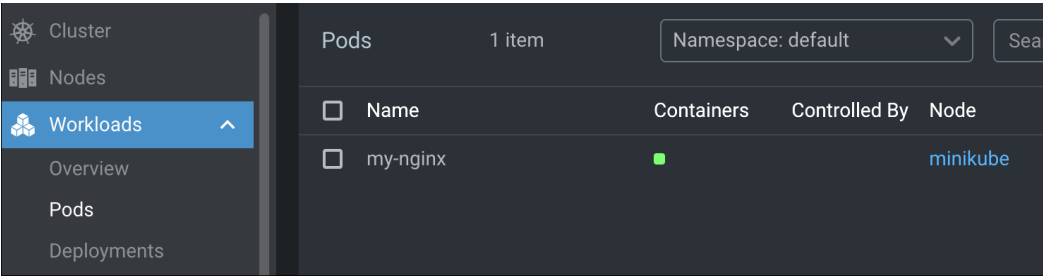 Cluster
Nodes
Workloads
Overview
Pods
Deployments
Pods 1 item Namespace: default Sea
Name Containers Controlled By Node
my-nginx minikube